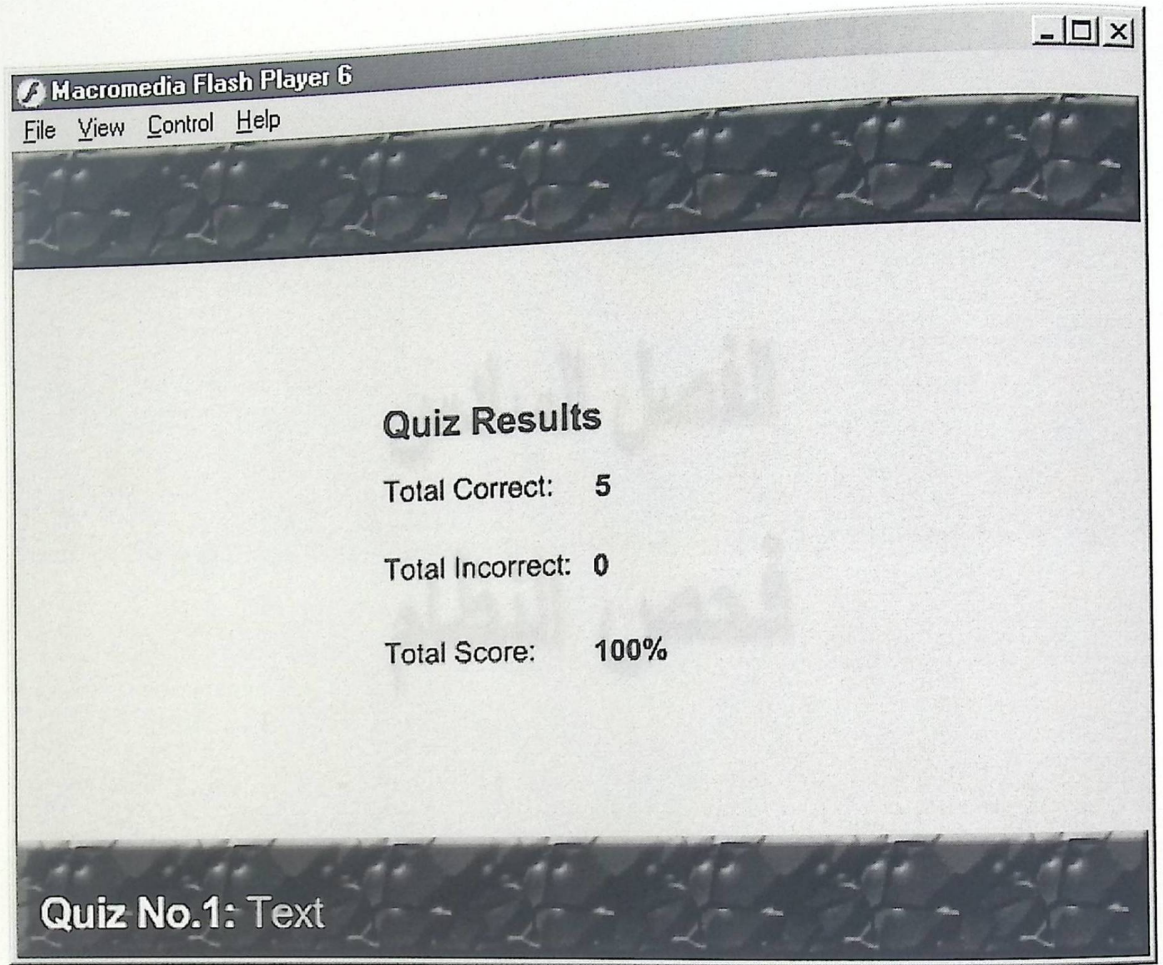 Macromedia Flash Player 6
File View Control Help
Quiz Results
Total Correct: 5
Total Incorrect: 0
Total Score: 100%
Quiz No.1: Text